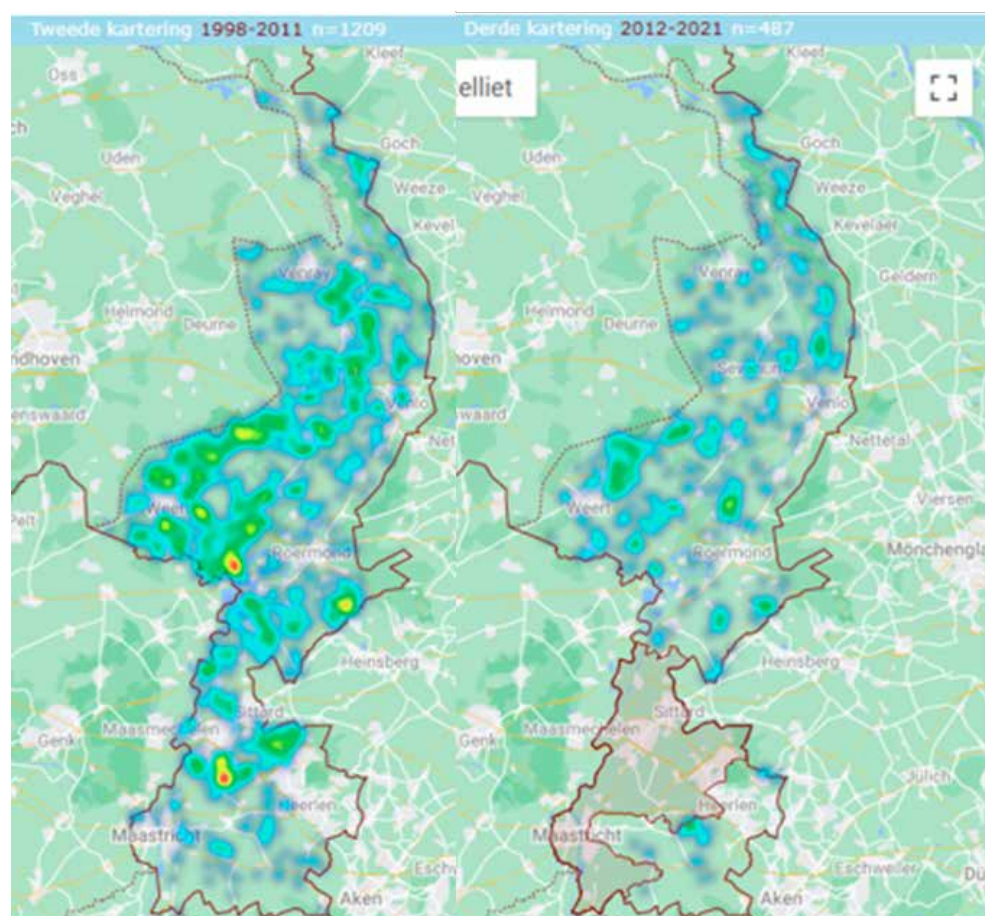 Tweede kartering 1998-2011 n=1209
Kleef
Oss
ch
Uden
Goch
Veghel
Weeze
Kevel
Venray
Helmond
Deurne
ndhoven
Venlo
enswaard
Net
Weert
Pelt
Roermond
Heinsberg
Sittard
Maasmechelen
Genk
Heerlen
Maastricht
Eschw
Aken
Derde kartering 2012-2021 n=487
Kleef
elliet
Uden
Goch
Veghel
Weeze
Kevelaer
Venray
Geldern
Helmond
Deurne
hoven
Venlo
swaard
Nettetal
Viersen
Weert
Roermond
Mönchengla
Heinsberg
Sittard
Maasmechelen
Genk
Jülich
Heerlen
Maastricht
Eschweiler
Dü
Aken